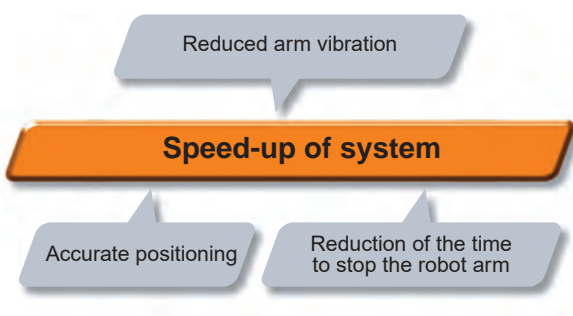 Reduced arm vibration
Speed-up of system
Accurate positioning
Reduction of the time
to stop the robot arm